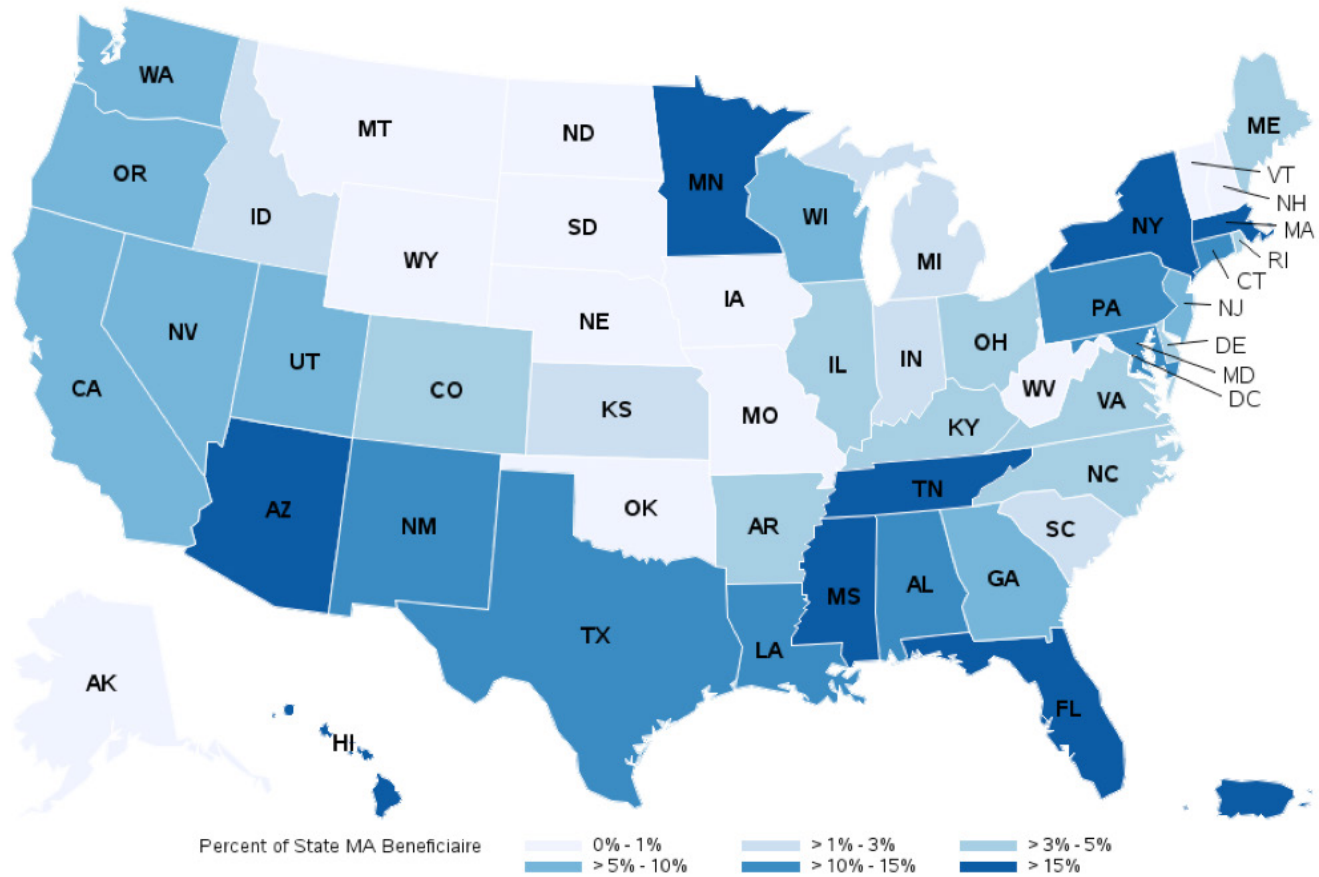 WA
MT
ND
ME
OR
MN
VT
ID
SD
WI
NH
NY
MA
WY
MI
RI
IA
CT
NE
PA
NJ
NV
OH
UT
IL
IN
DE
CA
CO
MD
WV
DC
KS
MO
VA
KY
NC
TN
AZ
OK
NM
AR
SC
MS
AL
GA
TX
LA
AK
FL
HI
Percent of State MA Beneficiaire
0% - 1%
> 1% - 3%
> 3% - 5%
> 5% - 10%
> 10% - 15%
> 15%